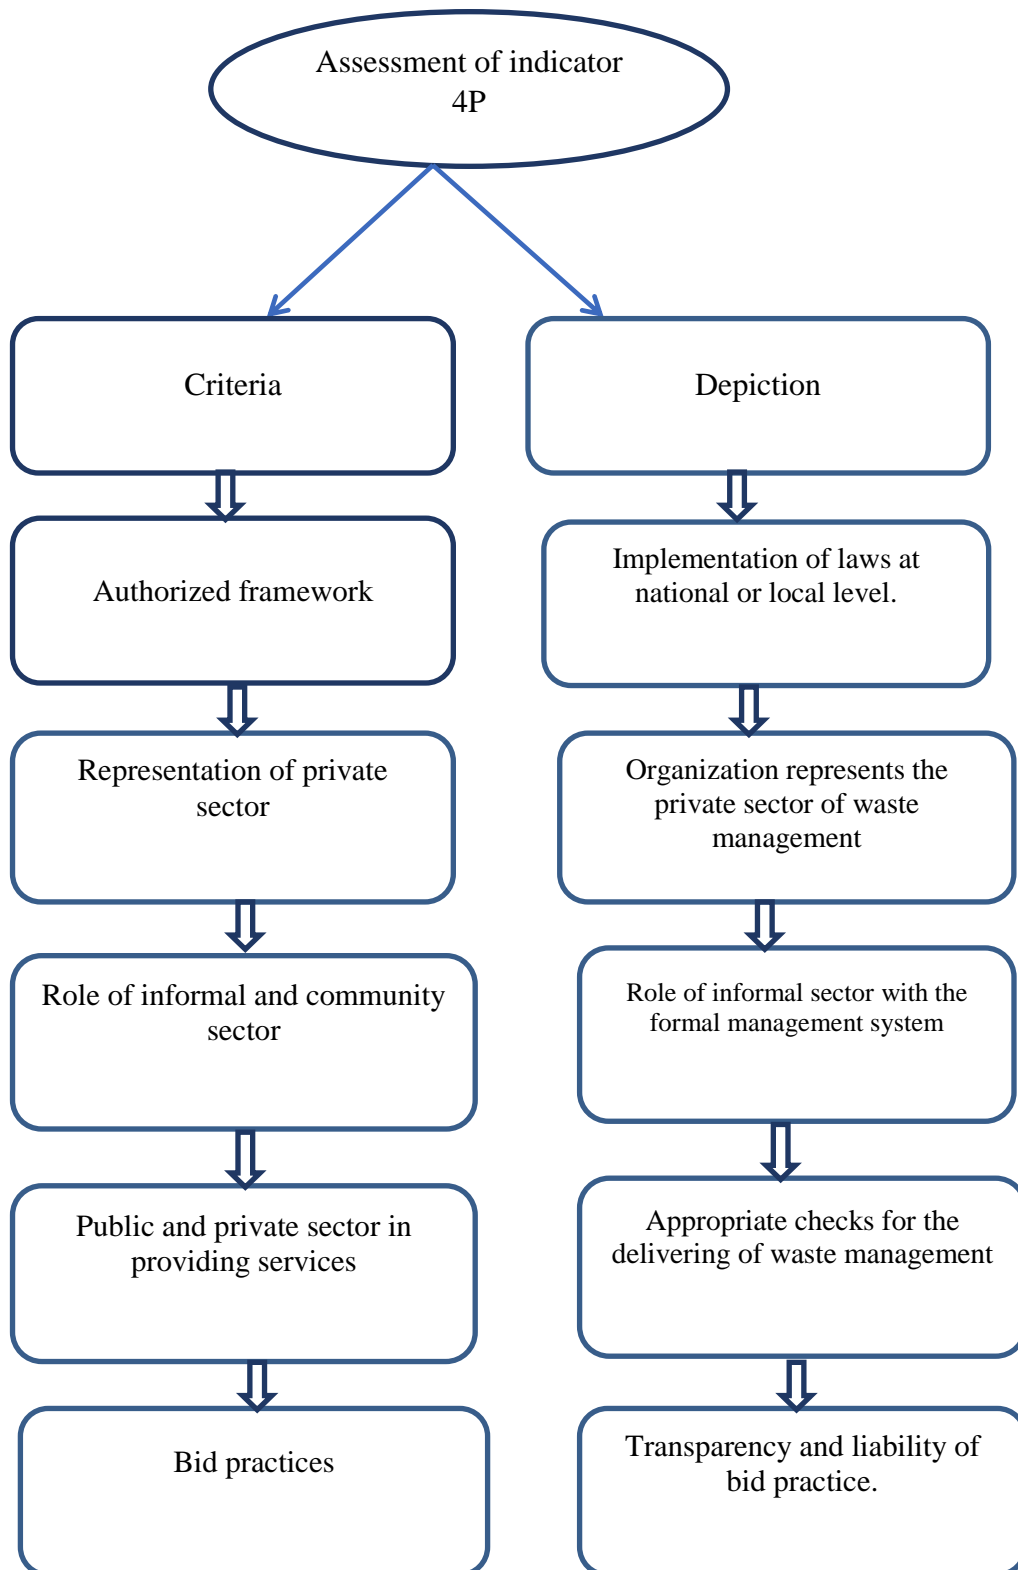 Assessment of indicator
4P
Criteria
Depiction
Authorized framework
Implementation of laws at
national or local level.
Representation of private
sector
Organization represents the
private sector of waste
management
Role of informal and community
sector
Role of informal sector with the
formal management system
Public and private sector in
providing services
Appropriate checks for the
delivering of waste management
Bid practices
Transparency and liability of
bid practice.